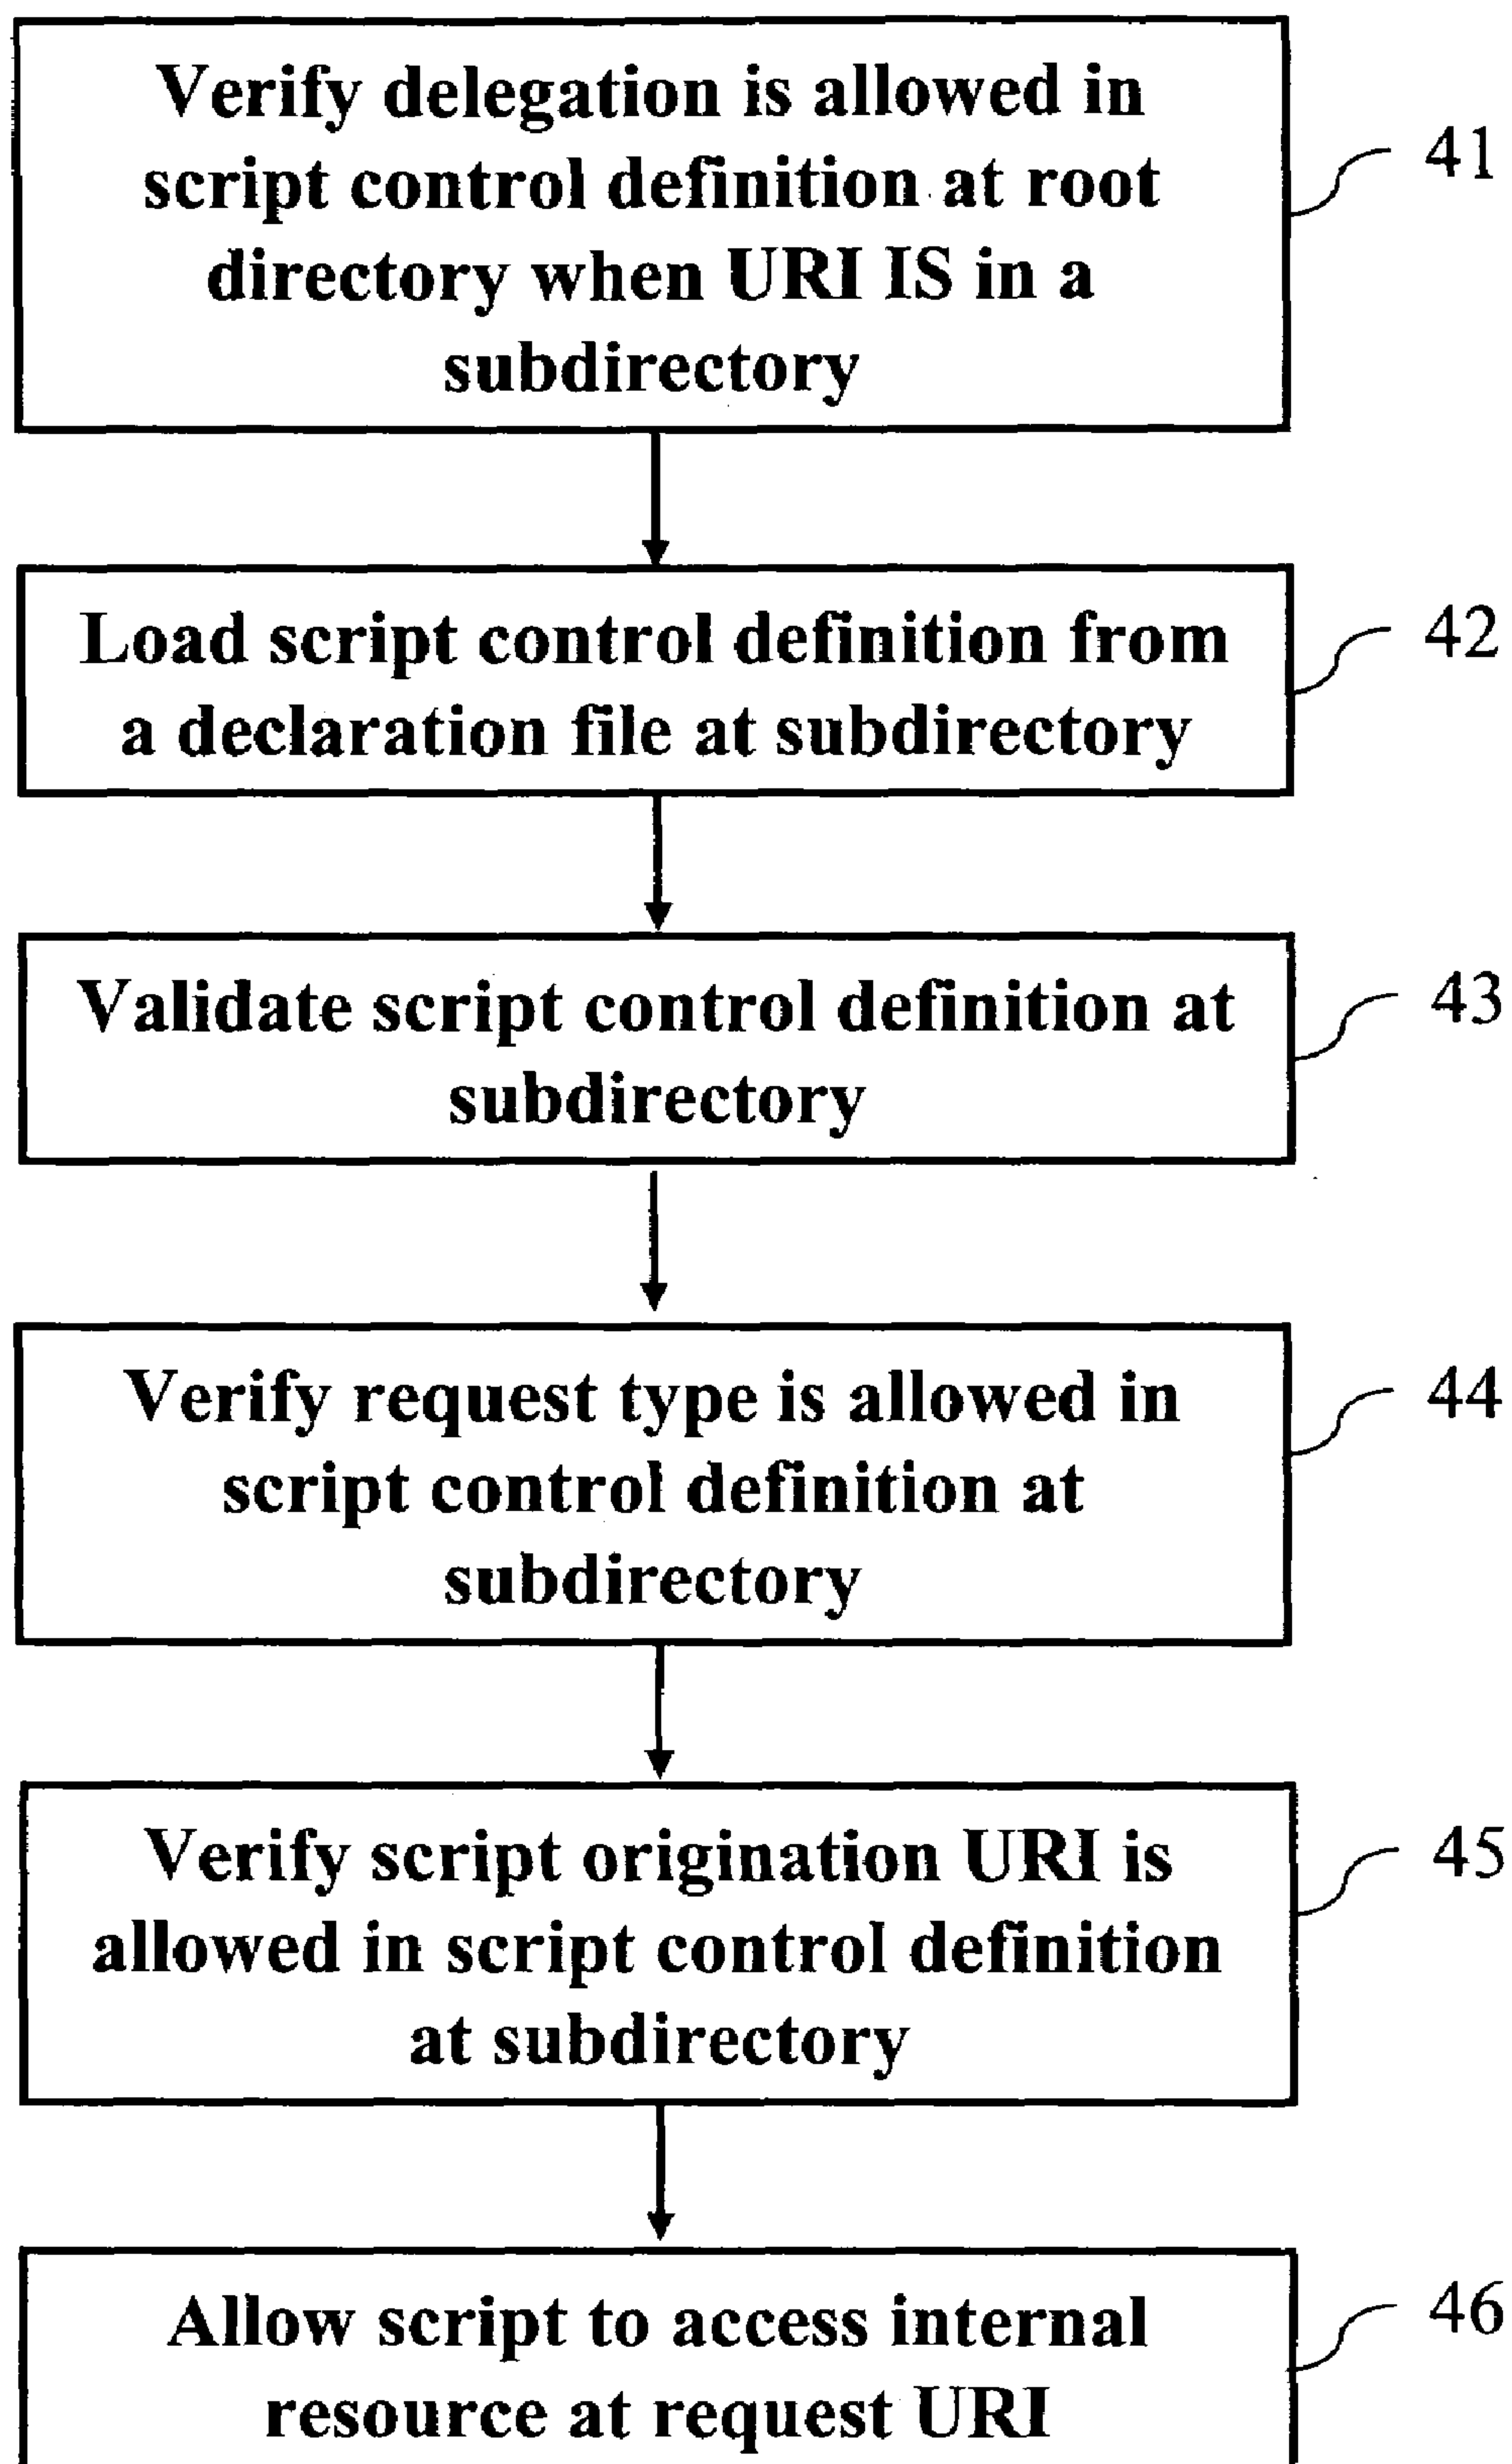 Verify delegation is allowed in
script control definition at root
directory when URI IS in a
subdirectory
41
Load script control definition from
a declaration file at subdirectory
42
Validate script control definition at
subdirectory
43
Verify request type is allowed in
script control definition at
subdirectory
44
Verify script origination URI is
allowed in script control definition
at subdirectory
45
Allow script to access internal
resource at request URI
46